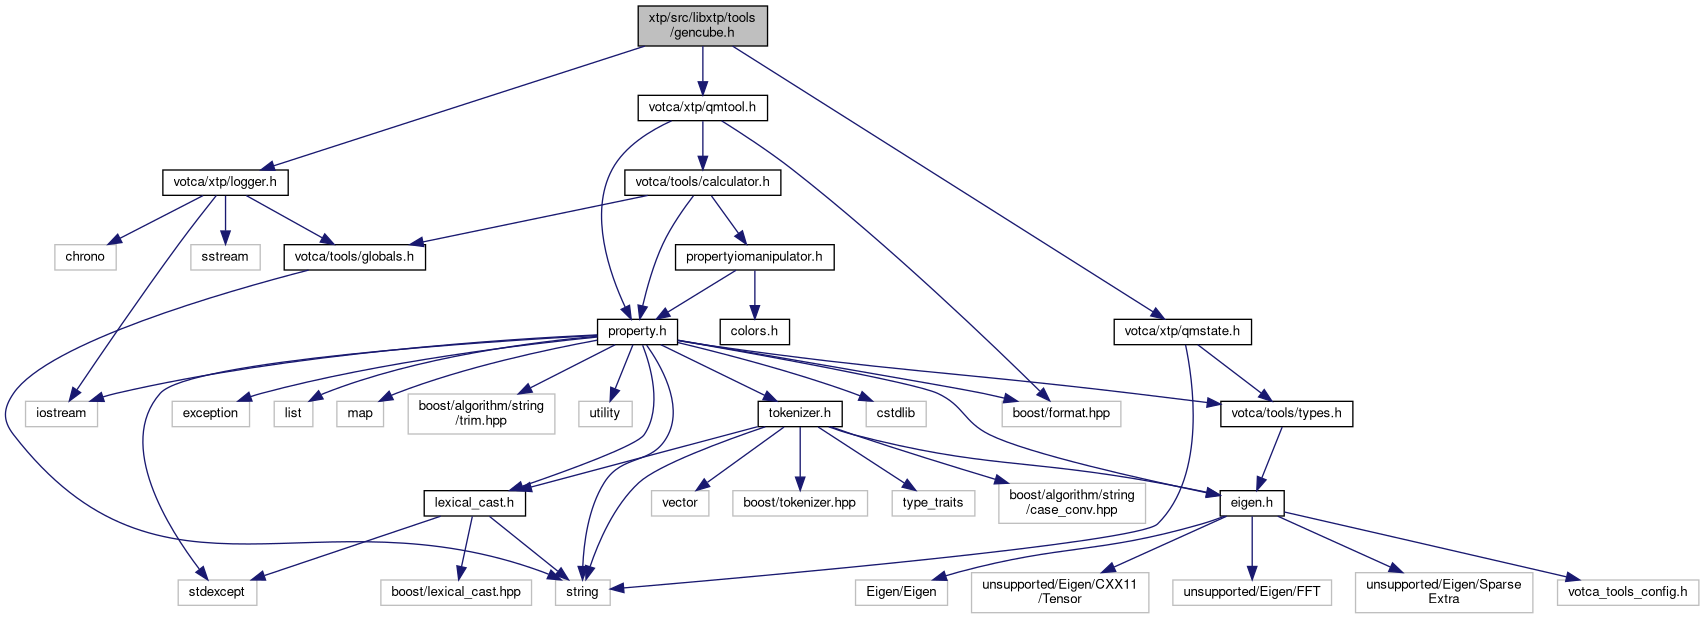 xtp/src/libxtp/tools
/gencube.h
votca/xtp/qmtool.h
votca/xtp/logger.h
votca/tools/calculator.h
chrono
sstream
votca/tools/globals.h
propertyiomanipulator.h
property.h
colors.h
votca/xtp/qmstate.h
iostream
exception
list
map
boost/algorithm/string
/trim.hpp
utility
tokenizer.h
cstdlib
boost/format.hpp
votca/tools/types.h
lexical_cast.h
vector
boost/tokenizer.hpp
type_traits
boost/algorithm/string
/case_conv.hpp
eigen.h
stdexcept
boost/lexical_cast.hpp
string
Eigen/Eigen
unsupported/Eigen/CXX11
/Tensor
unsupported/Eigen/FFT
unsupported/Eigen/Sparse
Extra
votca_tools_config.h